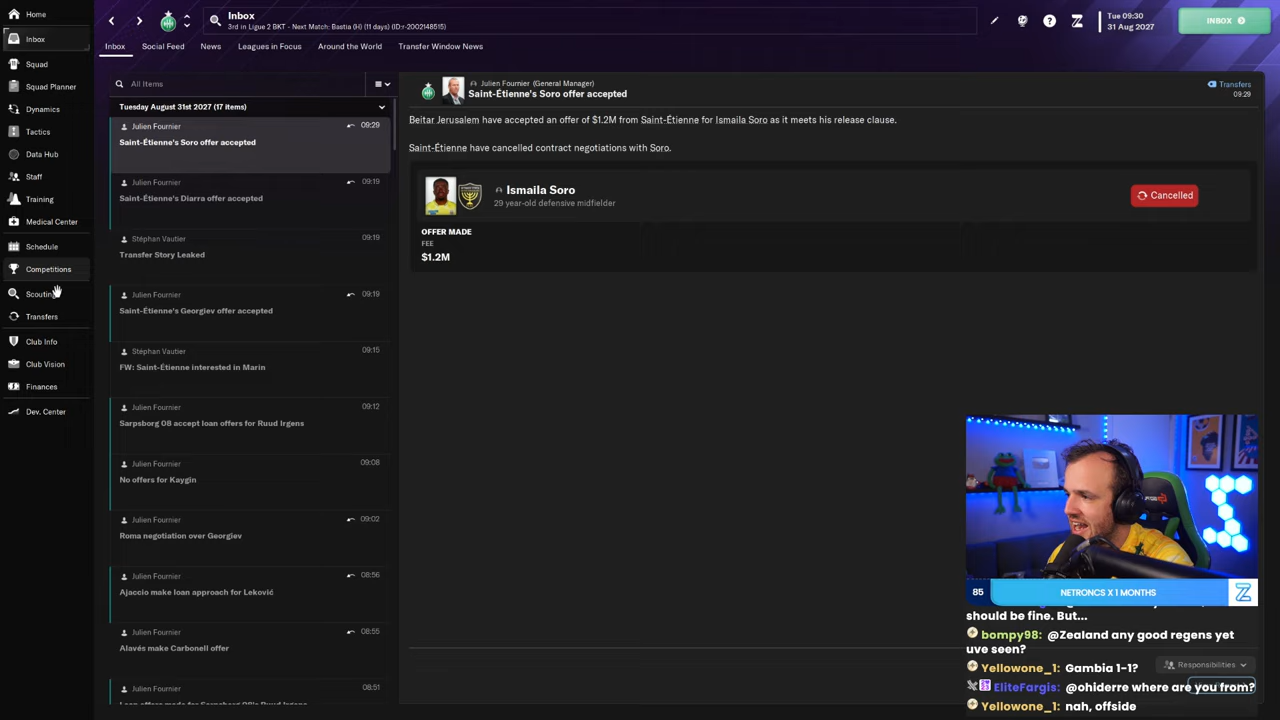 Home
Inbox
Squad
Squad Planner
Dynamics
Tactics
Data Hub
Staff
Training
Medical Center
Schedule
Competitions
Scouting
Transfers
Club Info
Club Vision
Finances
Dev. Center
Inbox
3rd in Ligue 2 BKT - Next Match: Bastia (H) (11 days) (ID:r-2002148515)
Tue 09:30
31 Aug 2027
INBOX
Inbox Social Feed News Leagues in Focus Around the World Transfer Window News
All Items
Tuesday August 31st 2027 (17 items)
Julien Fournier 09:29
Saint-Étienne's Soro offer accepted
Julien Fournier 09:19
Saint-Étienne's Diarra offer accepted
Stéphan Vautier 09:19
Transfer Story Leaked
Julien Fournier 09:19
Saint-Étienne's Georgiev offer accepted
Stéphan Vautier 09:15
FW: Saint-Étienne interested in Marin
Julien Fournier 09:12
Sarpsborg 08 accept loan offers for Ruud Irgens
Julien Fournier 09:08
No offers for Kaygin
Julien Fournier 09:02
Roma negotiation over Georgiev
Julien Fournier 08:56
Ajaccio make loan approach for Leković
Julien Fournier 08:55
Alavés make Carbonell offer
Julien Fournier 08:51
Julien Fournier (General Manager)
Saint-Étienne's Soro offer accepted
Transfers
09:29
Beitar Jerusalem have accepted an offer of $1.2M from Saint-Étienne for Ismaila Soro as it meets his release clause.
Saint-Étienne have cancelled contract negotiations with Soro.
Ismaila Soro
29 year-old defensive midfielder
Cancelled
OFFER MADE
FEE
$1.2M
85 NETRONCS X 1 MONTHS
should be fine. But...
bompy98: @Zealand any good regens yet
uve seen?
Yellowone_1: Gambia 1-1?
Responsibilities
EliteFargis: @ohiderre where are you from?
Yellowone_1: nah, offside